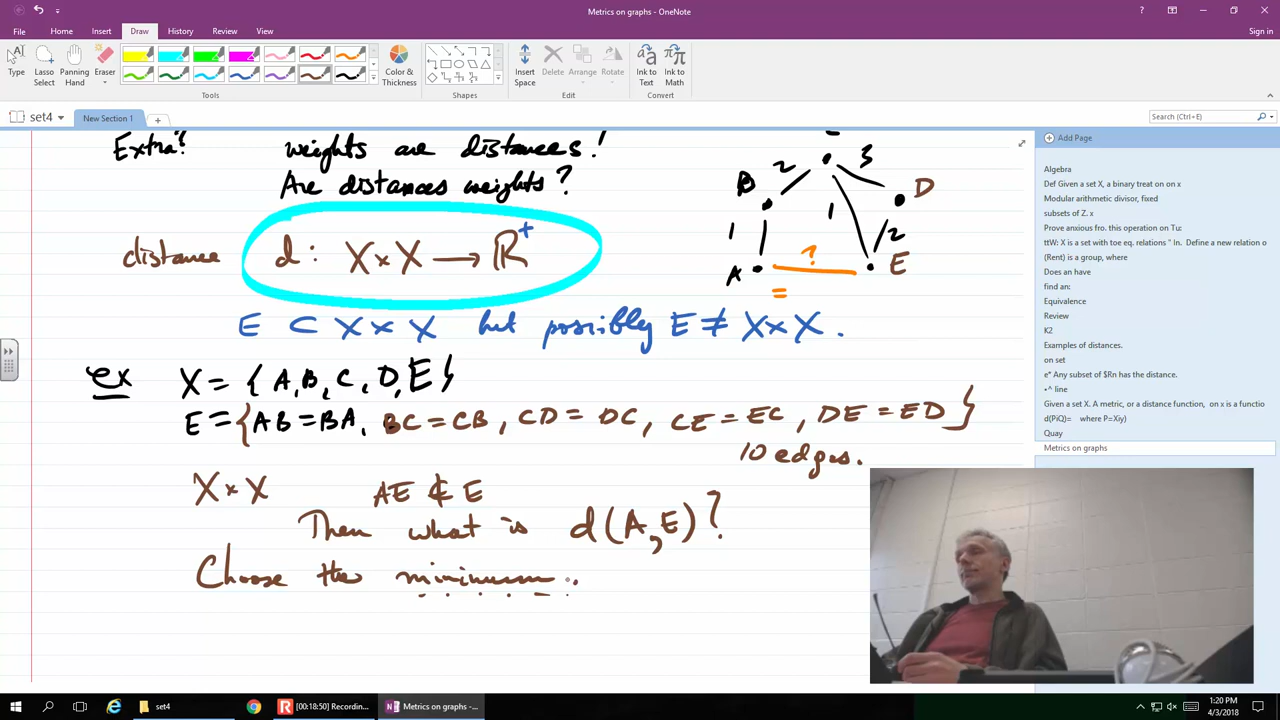 Metrics on graphs - OneNote
Sign in
File Home Insert Draw History Review View
Type
Lasso Select
Panning Hand
Eraser
Color & Thickness
Insert Space
Delete
Arrange
Rotate
Ink to Text
Ink to Math
Tools
Shapes
Edit
Convert
set4
New Section 1
Search (Ctrl+E)
Extra?
weights are distances!
Are distances weights?
distance d: X×X → R+
E ⊂ X×X but possibly E ≠ X×X.
ex X = { A, B, C, D, E }
E = { AB = BA, BC = CB, CD = DC, CE = EC, DE = ED }
10 edges.
X×X AE ∉ E
Then what is d(A,E)?
Choose the minimum.
2 3
B D
1 1 2
? E
A
=
Add Page
Algebra
Def Given a set X, a binary treat on on x
Modular arithmetic divisor, fixed
subsets of Z. x
Prove anxious fro. this operation on Tu:
ttW: X is a set with toe eq. relations " ln. Define a new relation o
(Rent) is a group, where
Does an have
find an:
Equivalence
Review
K2
Examples of distances.
on set
e* Any subset of $Rn has the distance.
•^ line
Given a set X. A metric, or a distance function, on x is a functio
d(PiQ)= where P=Xiy)
Quay
Metrics on graphs
set4
[00:18:50] Recordin...
Metrics on graphs -...
1:20 PM
4/3/2018